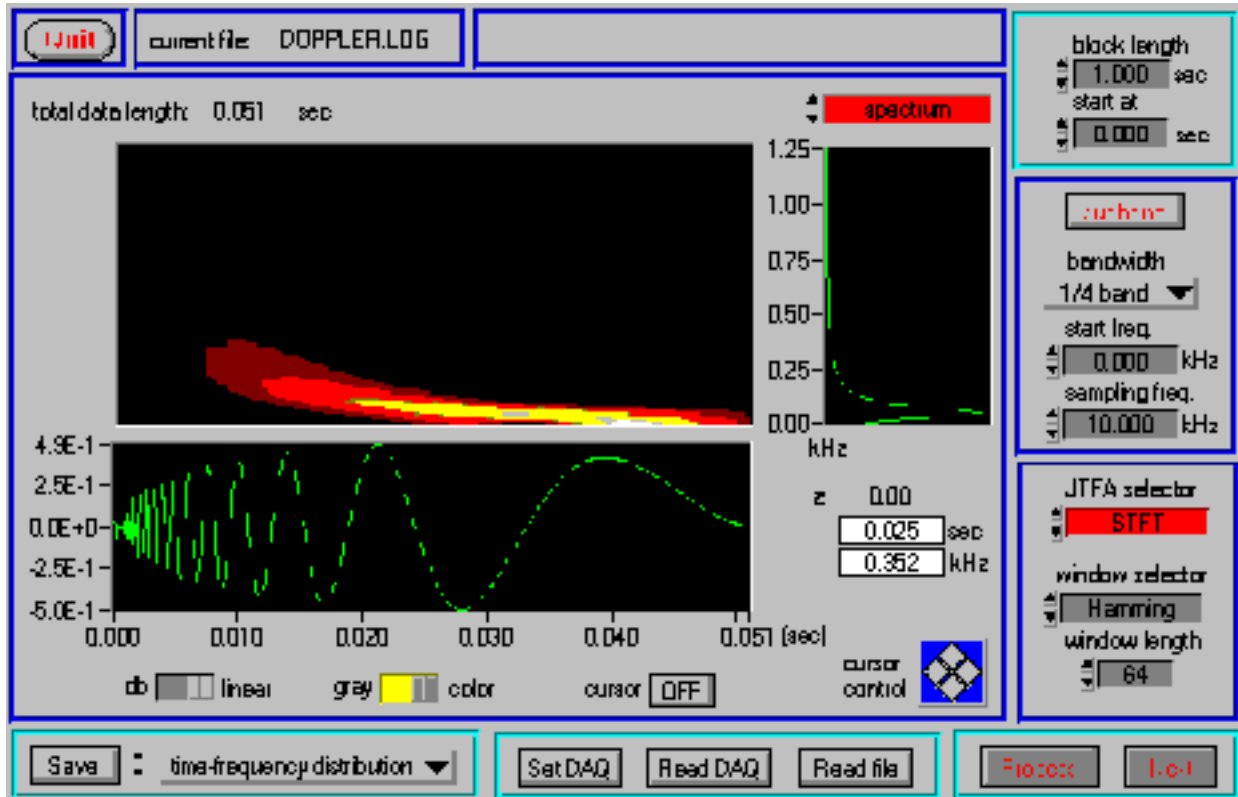 Quit
current file: DOPPLER.LOG
total data length: 0.051 sec
spectrum
1.25
1.00
0.75
0.50
0.25
0.00
kHz
4.9E-1
2.5E-1
0.0E+0
-2.5E-1
-5.0E-1
0.000 0.010 0.020 0.030 0.040 0.051 [sec]
z 0.00
0.025 sec
0.352 kHz
db linear
gray color
cursor OFF
cursor
control
block length
1.000 sec
start at
0.000 sec
bandwidth
1/4 band
start freq.
0.000 kHz
sampling freq.
10.000 kHz
JTFA selector
STFT
window selector
Hamming
window length
64
Save : time-frequency distribution
Set DAQ Read DAQ Read file
Process Next